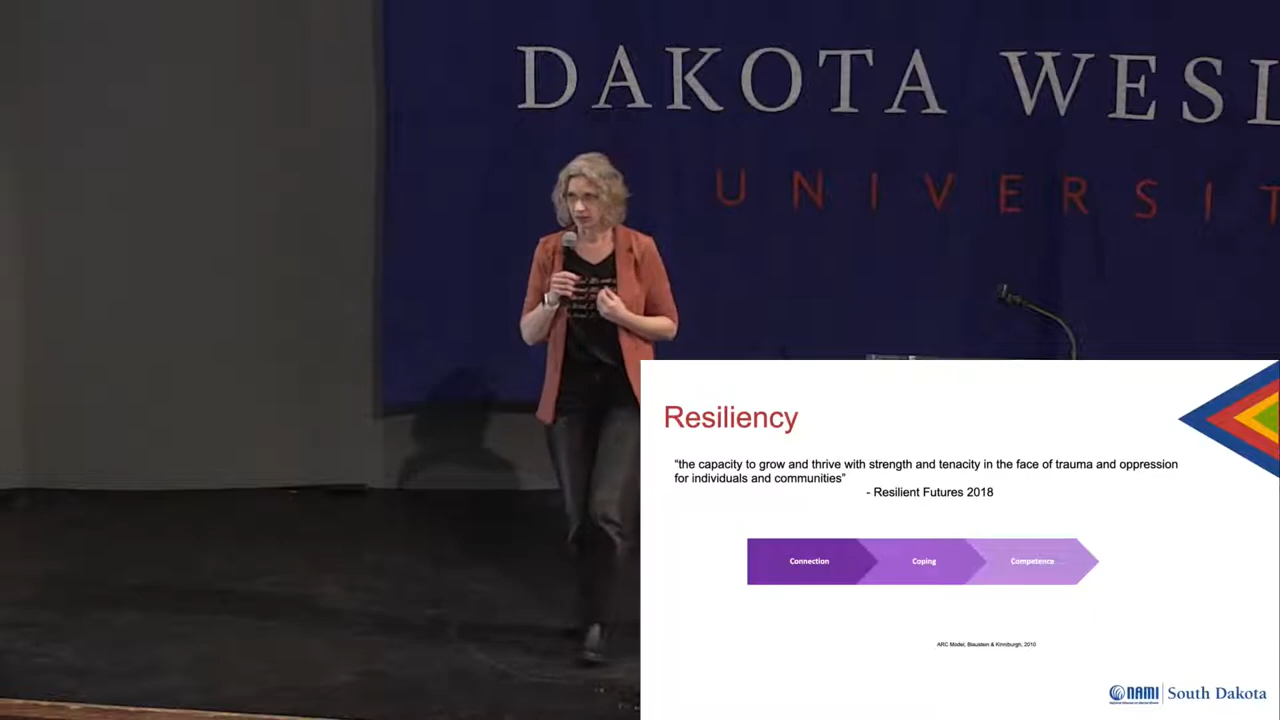 DAKOTA WESL
UNIVERSIT
Resiliency
“the capacity to grow and thrive with strength and tenacity in the face of trauma and oppression
for individuals and communities”
- Resilient Futures 2018
Connection
Coping
Competence
ARC Model, Blaustein & Kinniburgh, 2010
NAMI South Dakota